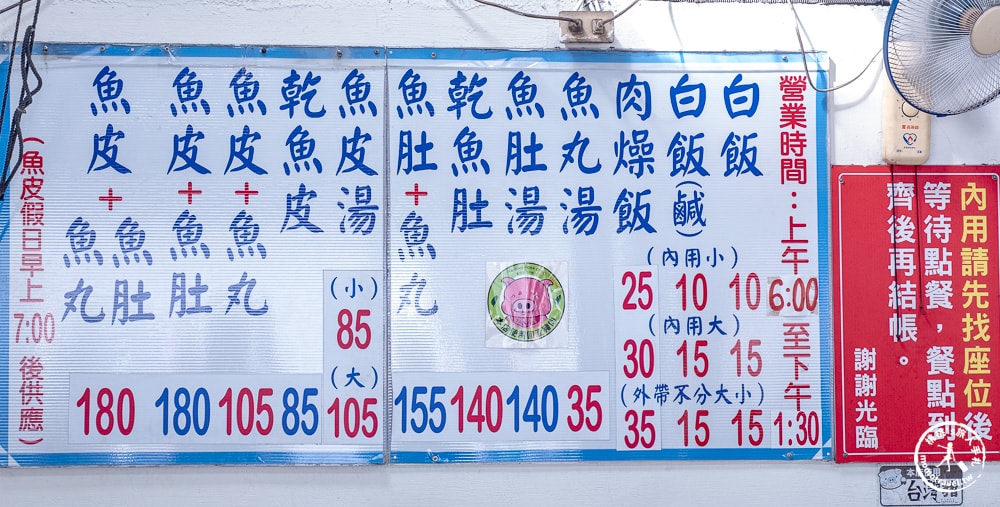 營業時間：上午6:00至下午1:30
白飯
10
15
15
白飯(鹹)
10
15
15
肉燥飯
25
30
35
(內用小)
(內用大)
(外帶不分大小)
魚丸湯
35
魚肚湯
140
乾魚肚
140
魚肚+魚丸
155
魚皮湯
(小)
85
(大)
105
乾魚皮
85
魚皮+魚丸
105
魚皮+魚肚
180
魚皮+魚丸魚肚
180
(魚皮假日早上7:00後供應)
內用請先找座位後
等待點餐，餐點到
齊後再結帳。
謝謝光臨
台灣豬